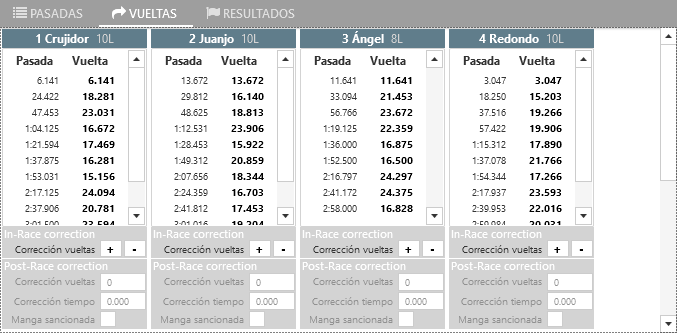 PASADAS VUELTAS RESULTADOS
1 Crujidor 10L
Pasada Vuelta
6.141 6.141
24.422 18.281
47.453 23.031
1:04.125 16.672
1:21.594 17.469
1:37.875 16.281
1:53.031 15.156
2:17.125 24.094
2:37.906 20.781
3:01.500 23.594
In-Race correction
Corrección vueltas + -
Post-Race correction
Corrección vueltas 0
Corrección tiempo 0.000
Manga sancionada
2 Juanjo 10L
Pasada Vuelta
13.672 13.672
29.812 16.140
48.625 18.813
1:12.531 23.906
1:28.453 15.922
1:49.312 20.859
2:07.656 18.344
2:24.359 16.703
2:41.812 17.453
3:01.016 19.204
In-Race correction
Corrección vueltas + -
Post-Race correction
Corrección vueltas 0
Corrección tiempo 0.000
Manga sancionada
3 Ángel 8L
Pasada Vuelta
11.641 11.641
33.094 21.453
56.766 23.672
1:19.125 22.359
1:36.000 16.875
1:52.500 16.500
2:16.797 24.297
2:41.172 24.375
2:58.000 16.828
In-Race correction
Corrección vueltas + -
Post-Race correction
Corrección vueltas 0
Corrección tiempo 0.000
Manga sancionada
4 Redondo 10L
Pasada Vuelta
3.047 3.047
18.250 15.203
37.516 19.266
57.422 19.906
1:15.312 17.890
1:37.078 21.766
1:54.344 17.266
2:17.937 23.593
2:39.953 22.016
2:59.984 20.031
In-Race correction
Corrección vueltas + -
Post-Race correction
Corrección vueltas 0
Corrección tiempo 0.000
Manga sancionada